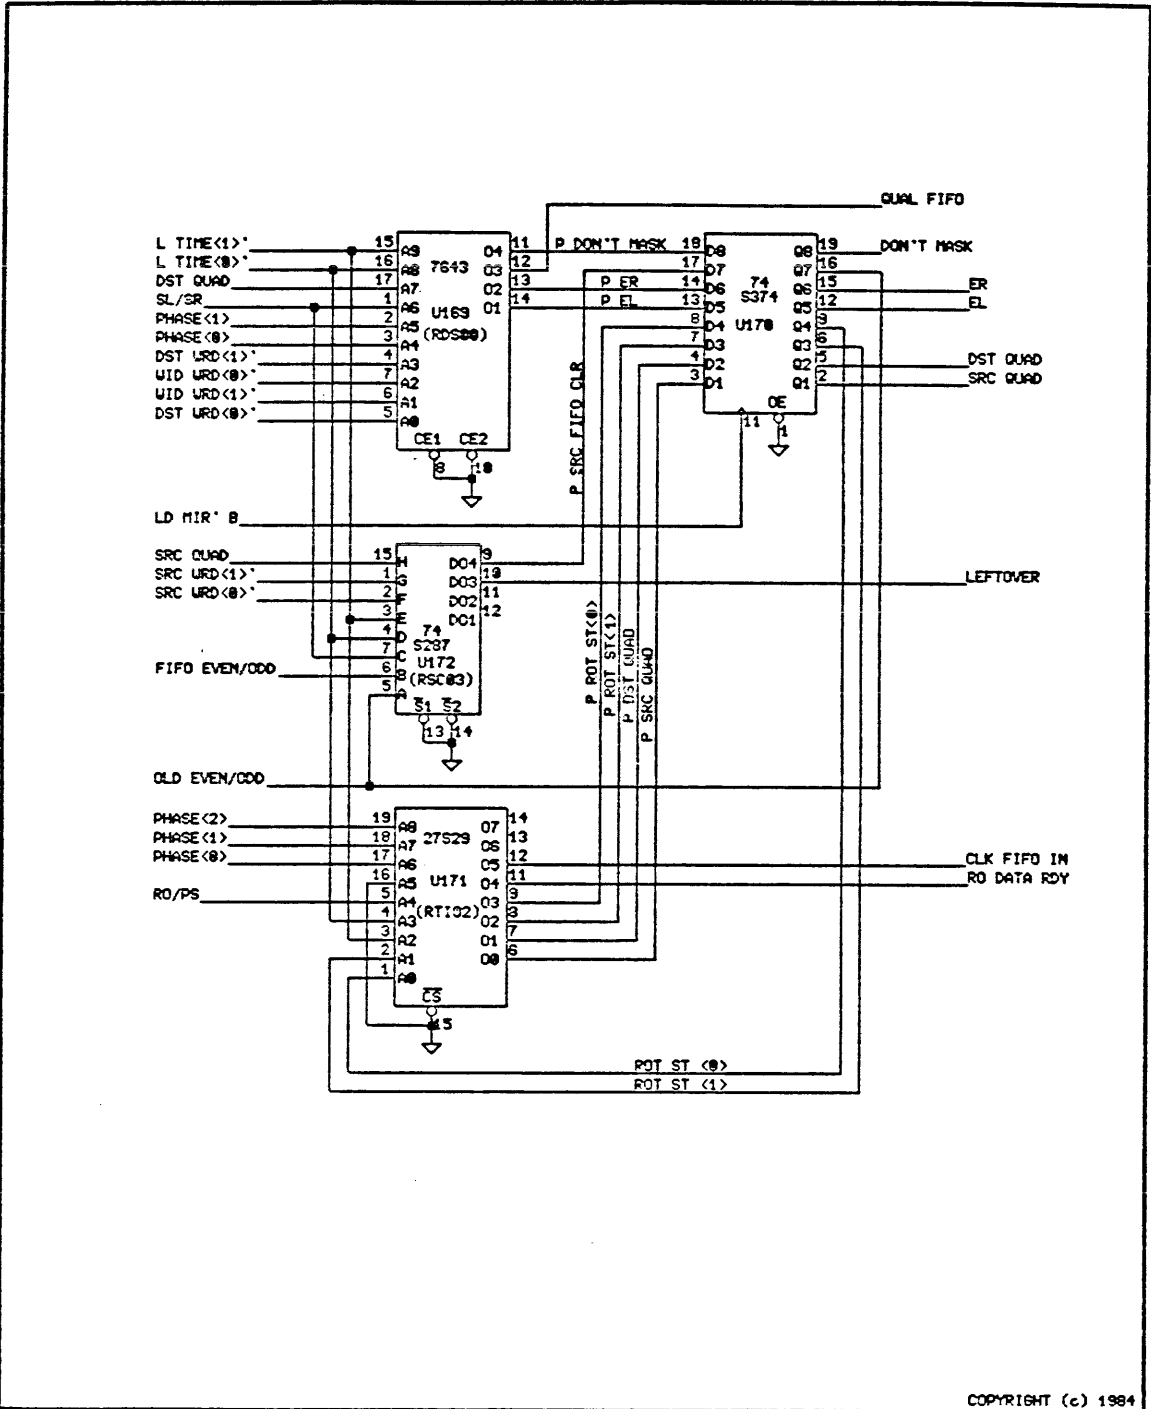 QUAL FIFO
L TIME<1>'
L TIME<0>'
DST QUAD
SL/SR
PHASE<1>
PHASE<0>
DST WRD<1>'
WID WRD<0>'
WID WRD<1>'
DST WRD<0>'
15 A9
16 A8
17 A7
1 A6
2 A5
3 A4
4 A3
7 A2
6 A1
5 A0
7643
U169
(RDS00)
O4 11
O3 12
O2 13
O1 14
CE1 CE2
8 10
P DON'T MASK
P ER
P EL
P SRC FIFO CLR
18 D8
17 D7
14 D6
13 D5
8 D4
7 D3
4 D2
3 D1
74
S374
U170
Q8 19
Q7 16
Q6 15
Q5 12
Q4 9
Q3 6
Q2 5
Q1 2
OE
11 1
DON'T MASK
ER
EL
DST QUAD
SRC QUAD
LD MIR' B
SRC QUAD
SRC WRD<1>'
SRC WRD<0>'
FIFO EVEN/ODD
15 H
1 G
2 F
3 E
4 D
7 C
6 B
5 A
74
S287
U172
(RSC03)
DO4 9
DO3 10
DO2 11
DO1 12
S1 S2
13 14
LEFTOVER
P ROT ST<0>
P ROT ST<1>
P DST QUAD
P SRC QUAD
OLD EVEN/ODD
PHASE<2>
PHASE<1>
PHASE<0>
RO/PS
19 A8
18 A7
17 A6
16 A5
5 A4
4 A3
3 A2
2 A1
1 A0
27S29
U171
(RTI02)
O7 14
O6 13
O5 12
O4 11
O3 9
O2 8
O1 7
O0 6
CS
15
CLK FIFO IN
RO DATA RDY
ROT ST <0>
ROT ST <1>
COPYRIGHT (c) 1984